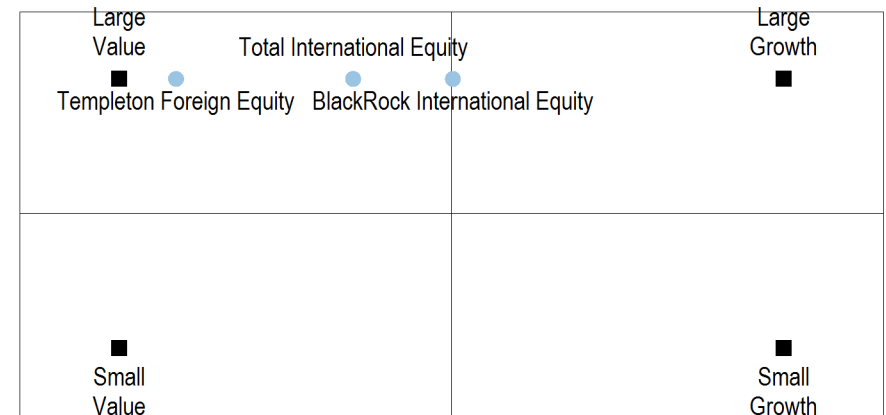 Large
Value
Total International Equity
Large
Growth
Templeton Foreign Equity
BlackRock International Equity
Small
Value
Small
Growth